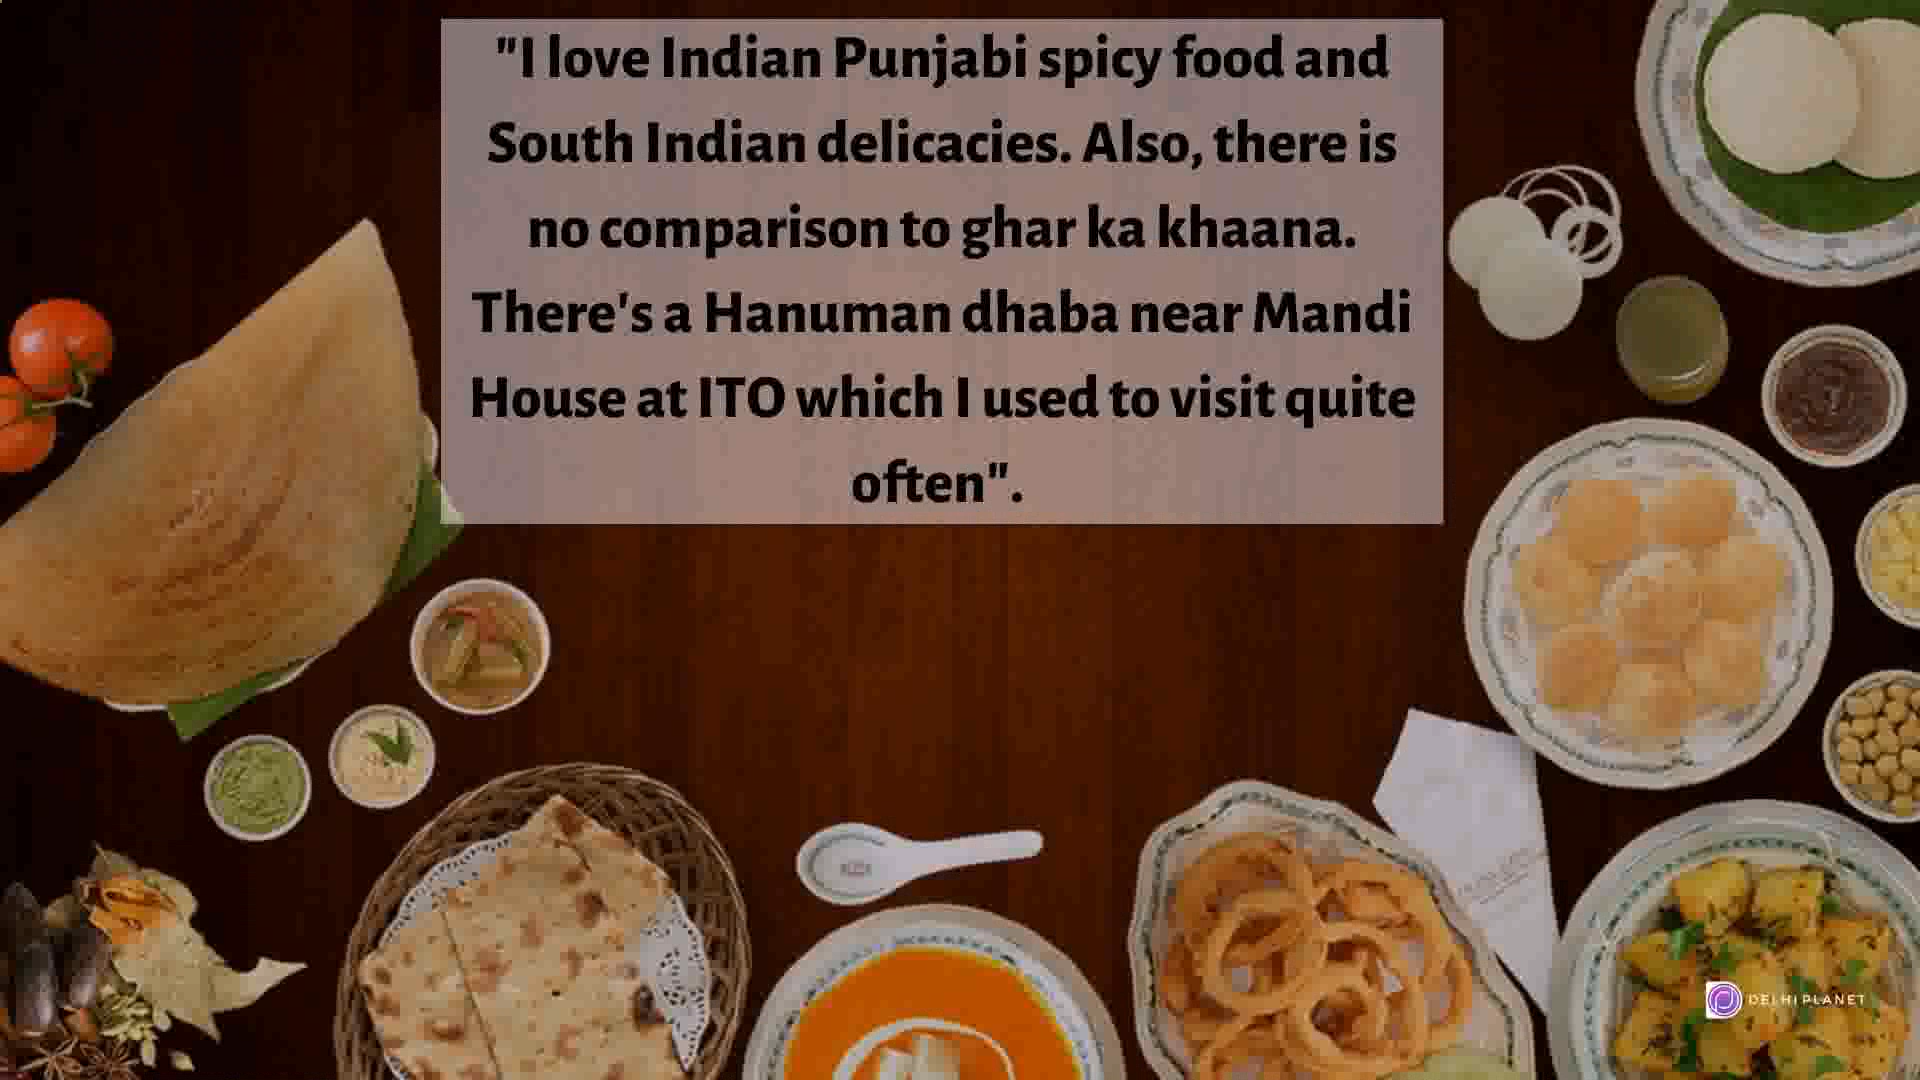 "I love Indian Punjabi spicy food and
South Indian delicacies. Also, there is
no comparison to ghar ka khaana.
There's a Hanuman dhaba near Mandi
House at ITO which I used to visit quite
often".
DELHI PLANET